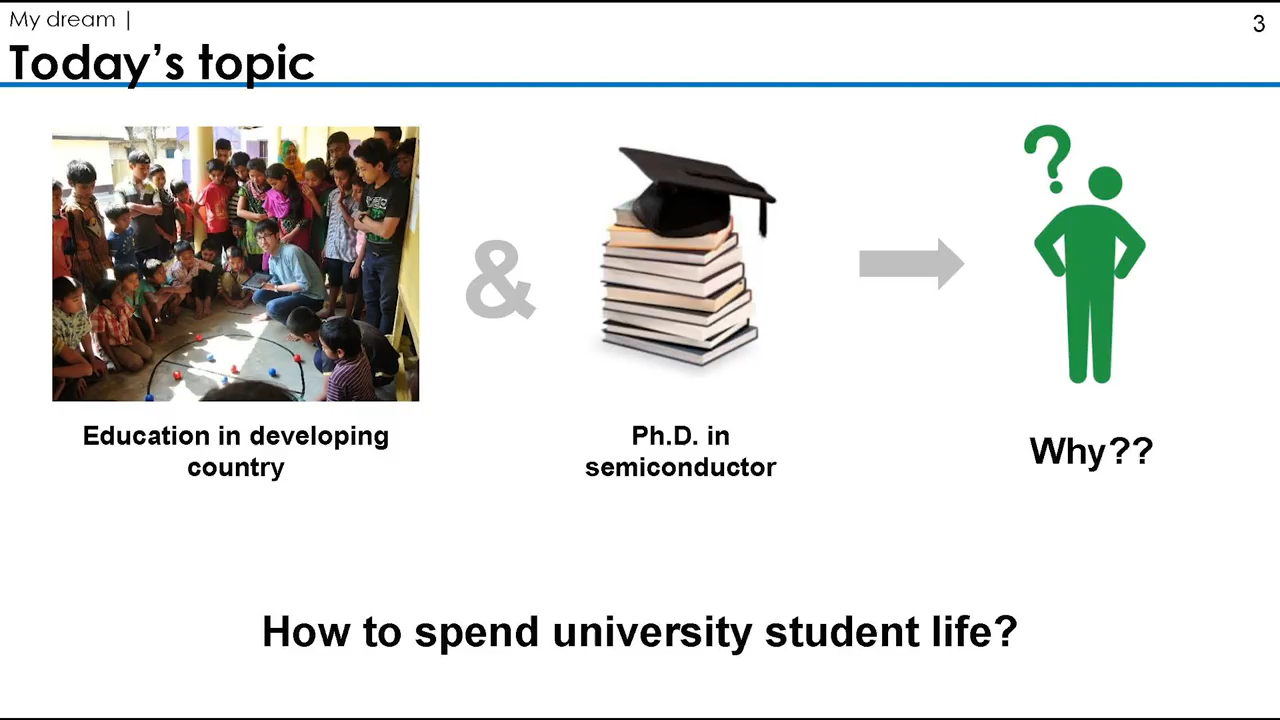 My dream |
3
Today's topic
&
Education in developing
country
Ph.D. in
semiconductor
?
Why??
How to spend university student life?